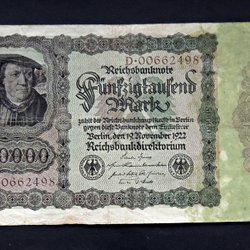 D·00662498
Reichsbanknote
Fünfzigtausend
Mark
zahlt die Reichsbankhauptkasse in Berlin
gegen diese Banknote dem Einlieferer
Berlin, den 19. November 1922
Reichsbankdirektorium
0000
00662498